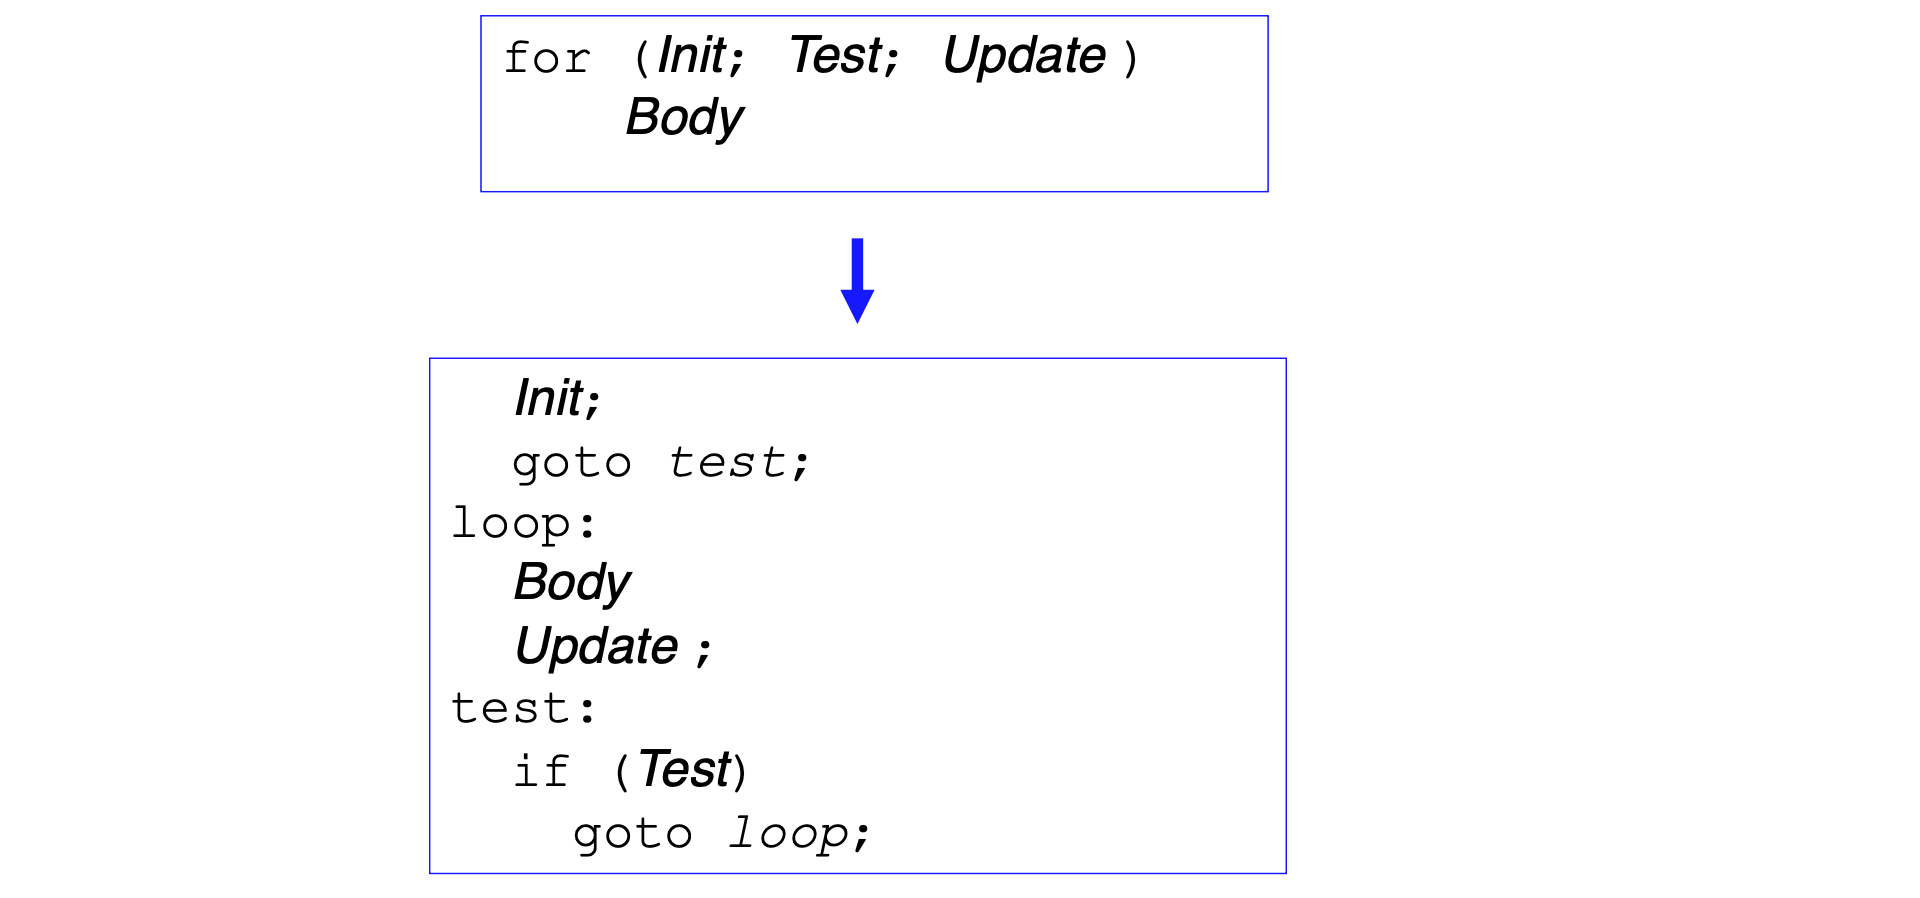 for (Init; Test; Update )
Body
Init;
goto test;
loop:
Body
Update ;
test:
if (Test)
goto loop;